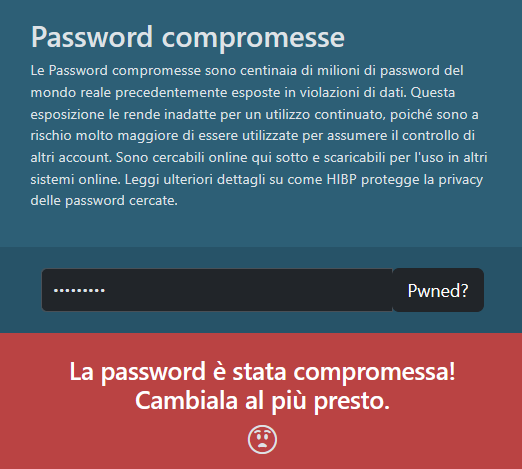 Password compromesse
Le Password compromesse sono centinaia di milioni di password del
mondo reale precedentemente esposte in violazioni di dati. Questa
esposizione le rende inadatte per un utilizzo continuato, poiché sono a
rischio molto maggiore di essere utilizzate per assumere il controllo di
altri account. Sono cercabili online qui sotto e scaricabili per l'uso in altri
sistemi online. Leggi ulteriori dettagli su come HIBP protegge la privacy
delle password cercate.
•••••••••
Pwned?
La password è stata compromessa!
Cambiala al più presto.